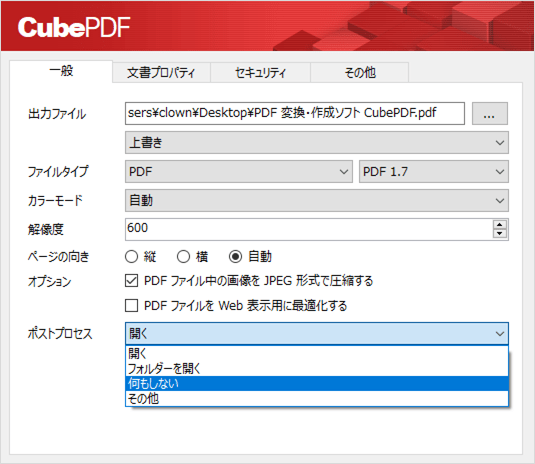 CubePDF
一般
文書プロパティ
セキュリティ
その他
出力ファイル
sers¥clown¥Desktop¥PDF 変換・作成ソフト CubePDF.pdf
...
上書き
ファイルタイプ
PDF
PDF 1.7
カラーモード
自動
解像度
600
ページの向き
縦
横
自動
オプション
PDF ファイル中の画像を JPEG 形式で圧縮する
PDF ファイルを Web 表示用に最適化する
ポストプロセス
開く
開く
フォルダーを開く
何もしない
その他